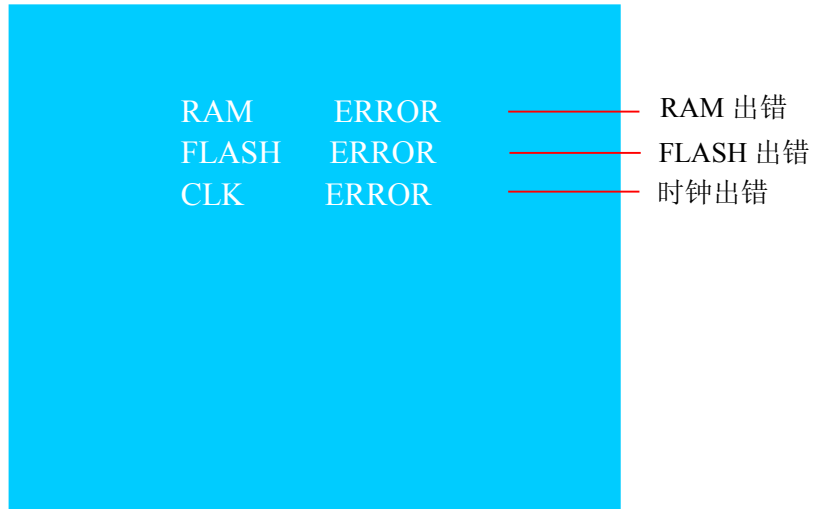 RAM ERROR RAM 出错
FLASH ERROR FLASH 出错
CLK ERROR 时钟出错